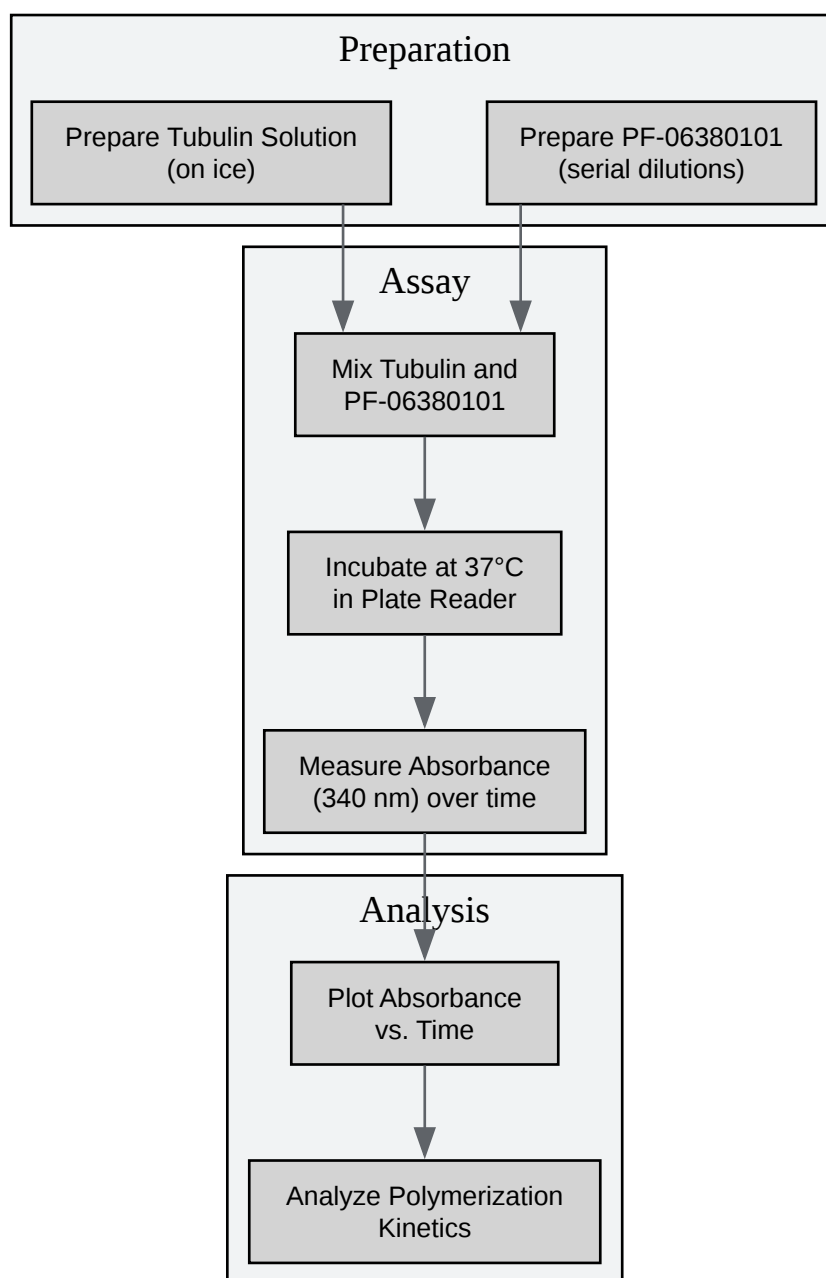 Preparation
Prepare Tubulin Solution
(on ice)
Prepare PF-06380101
(serial dilutions)
Assay
Mix Tubulin and
PF-06380101
Incubate at 37°C
in Plate Reader
Measure Absorbance
(340 nm) over time
Analysis
Plot Absorbance
vs. Time
Analyze Polymerization
Kinetics